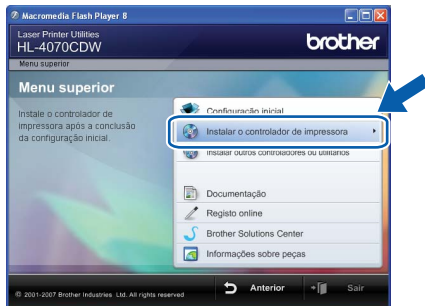 Macromedia Flash Player 8
Laser Printer Utilities
HL-4070CDW
brother
Menu superior
Menu superior
Instale o controlador de
impressora após a conclusão
da configuração inicial.
Configuração inicial
Instalar o controlador de impressora
Instalar outros controladores ou utilitários
Documentação
Registo online
Brother Solutions Center
Informações sobre peças
© 2001-2007 Brother Industries Ltd. All rights reserved
Anterior
Sair